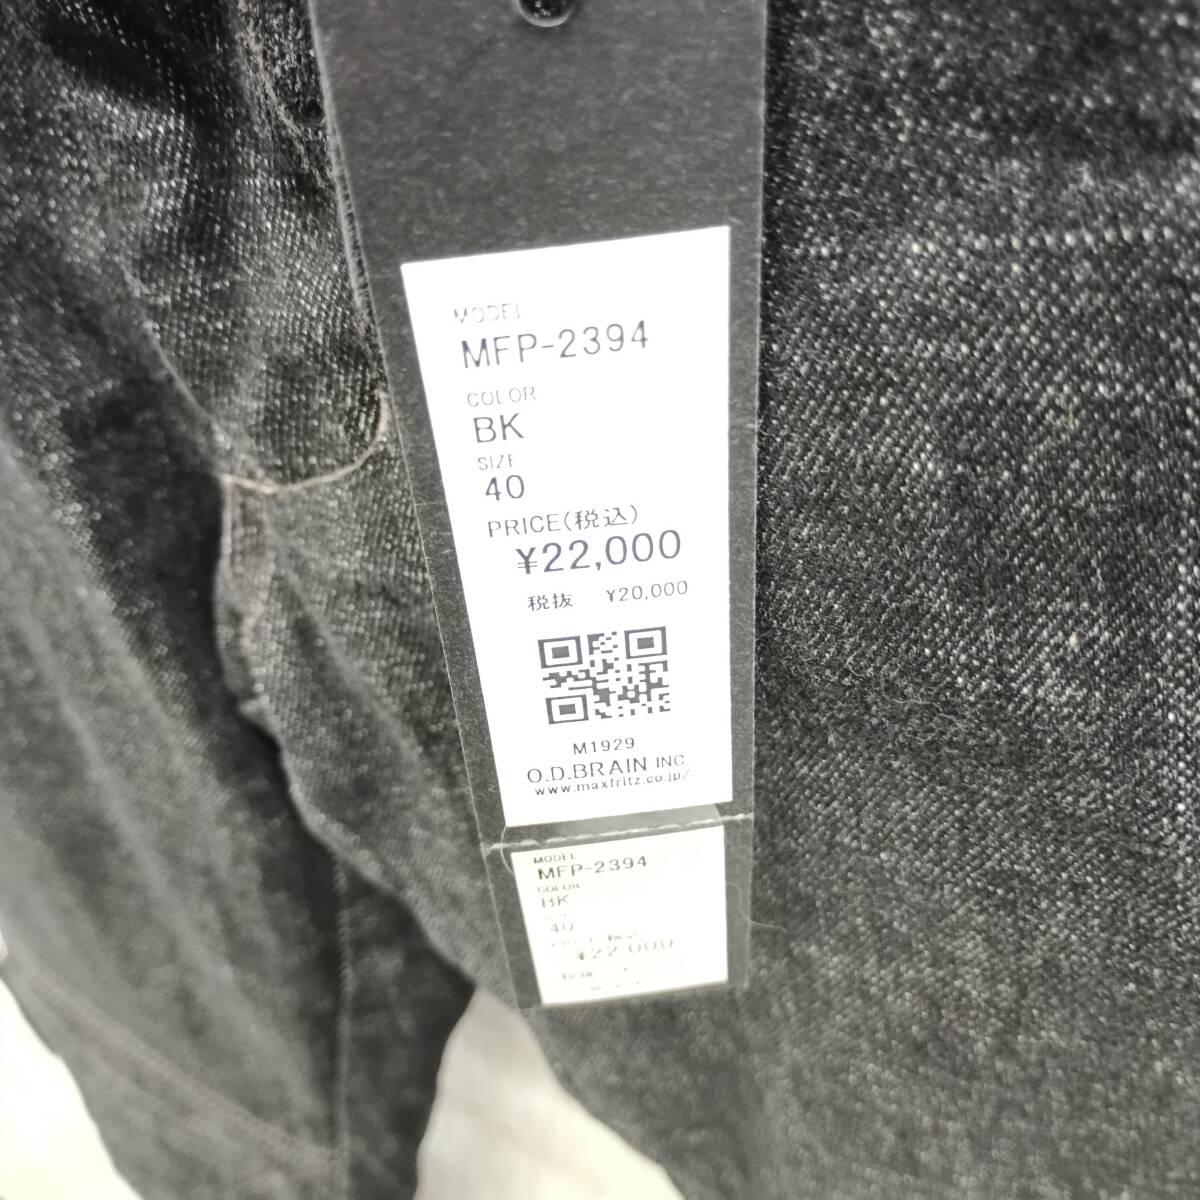 MODEL
MFP-2394
COLOR
BK
SIZE
40
PRICE(税込)
¥22,000
税抜 ¥20,000
M1929
O.D.BRAIN INC.
www.maxfritz.co.jp/
MODEL
MFP-2394
COLOR
BK
40
¥22,000